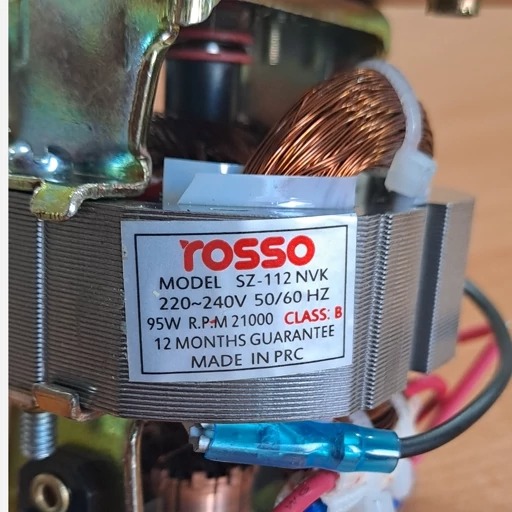 rosso
MODEL SZ-112 NVK
220~240V 50/60 HZ
95W R.P.M 21000 CLASS: B
12 MONTHS GUARANTEE
MADE IN PRC